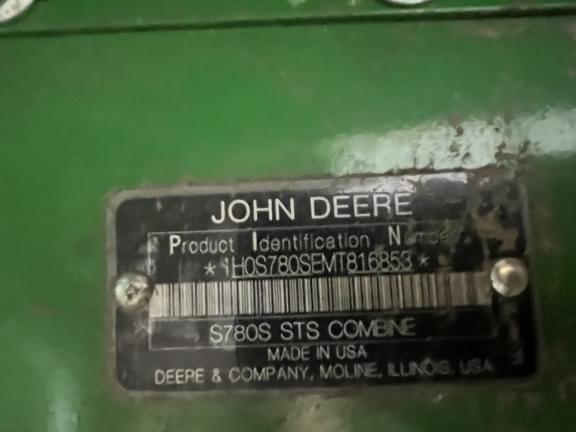 JOHN DEERE
Product Identification Number
*1H0S780SEMT816853*
S780S STS COMBINE
MADE IN USA
DEERE & COMPANY, MOLINE, ILLINOIS, USA